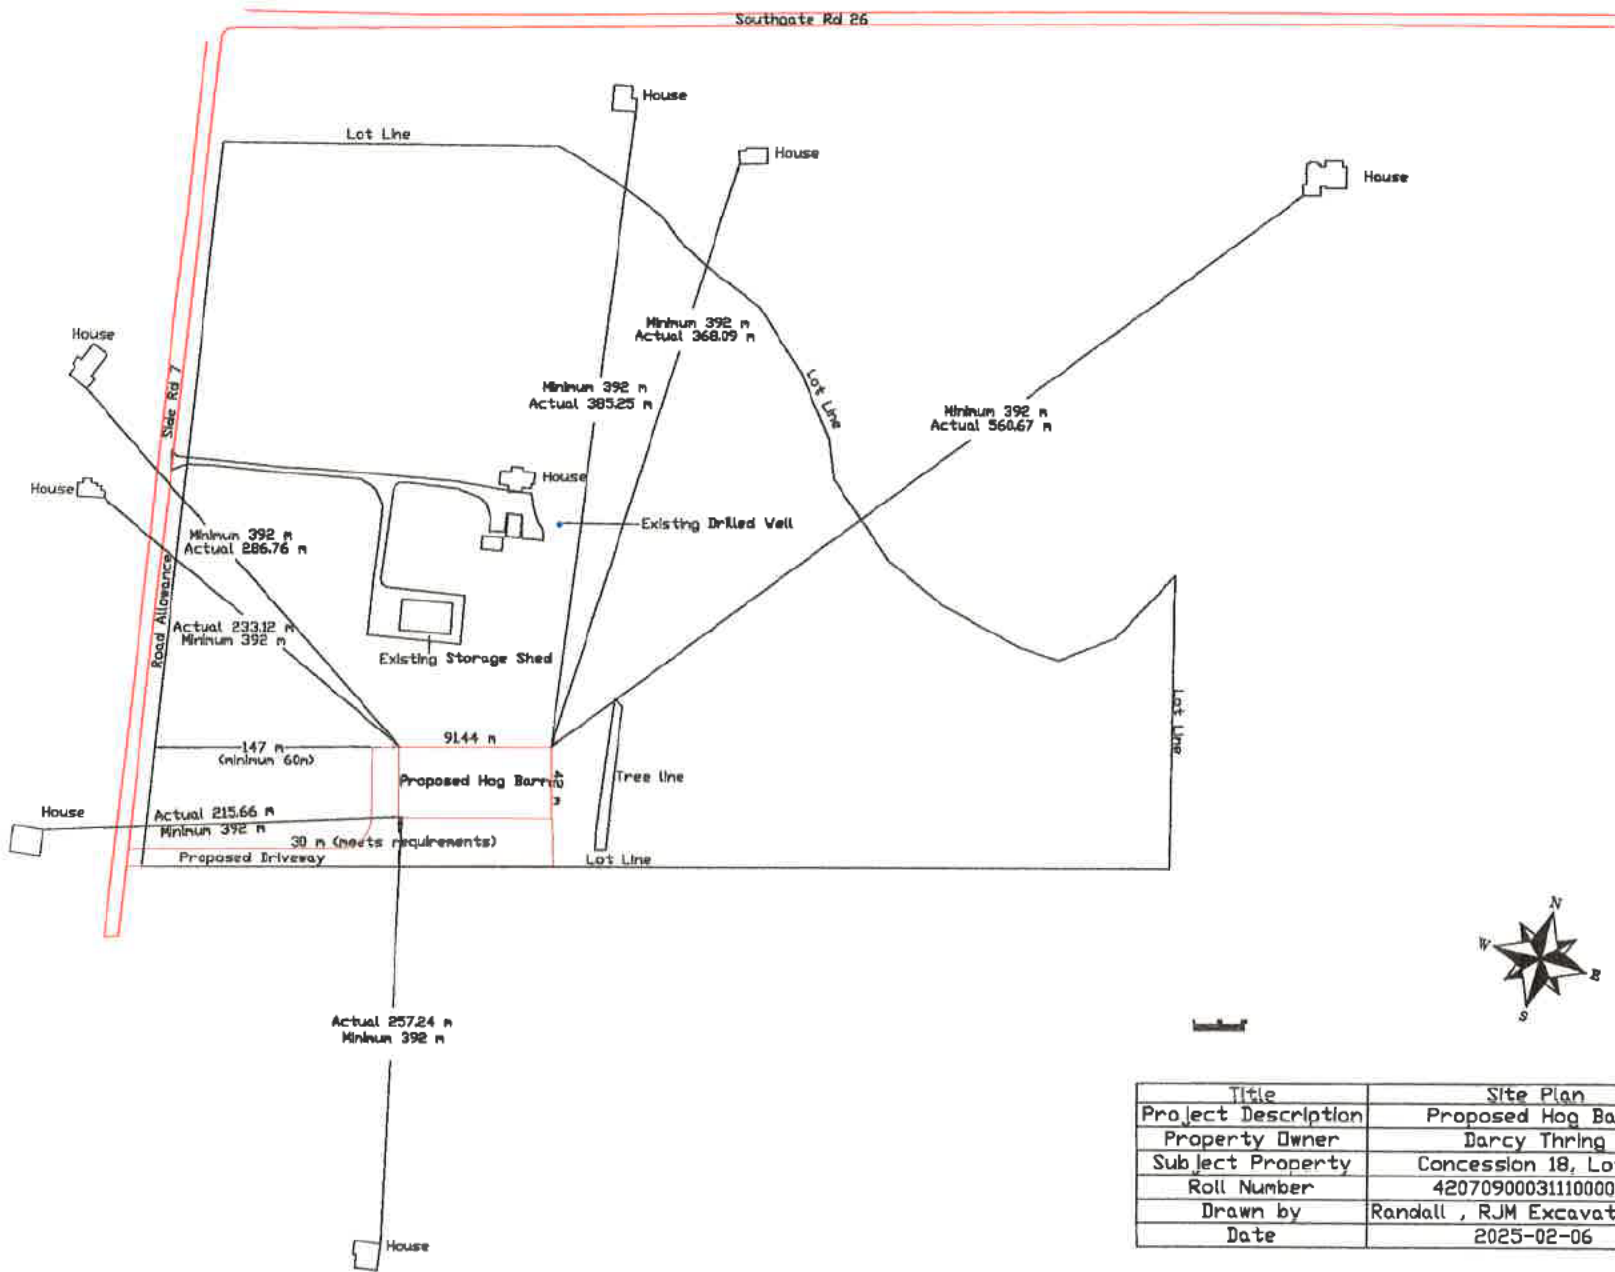 Southgate Rd 26
House
Lot Line
House
House
House
Minimum 392 m
Actual 368.09 m
Side Rd 7
Minimum 392 m
Actual 385.25 m
Lot Line
Minimum 392 m
Actual 560.67 m
House
House
House
Existing Drilled Well
Minimum 392 m
Actual 286.76 m
Road Allowance
Actual 233.12 m
Minimum 392 m
Existing Storage Shed
Lot Line
147 m
(minimum 60m)
91.44 m
Proposed Hog Barn
42 m
Tree line
House
Actual 215.66 m
Minimum 392 m
30 m (meets requirements)
Proposed Driveway
Lot Line
N
W
E
S
Actual 257.24 m
Minimum 392 m
House
Title Site Plan
Project Description Proposed Hog Ba
Property Owner Darcy Thring
Subject Property Concession 18, Lo
Roll Number 42070900031110000
Drawn by Randall , RJM Excavat
Date 2025-02-06